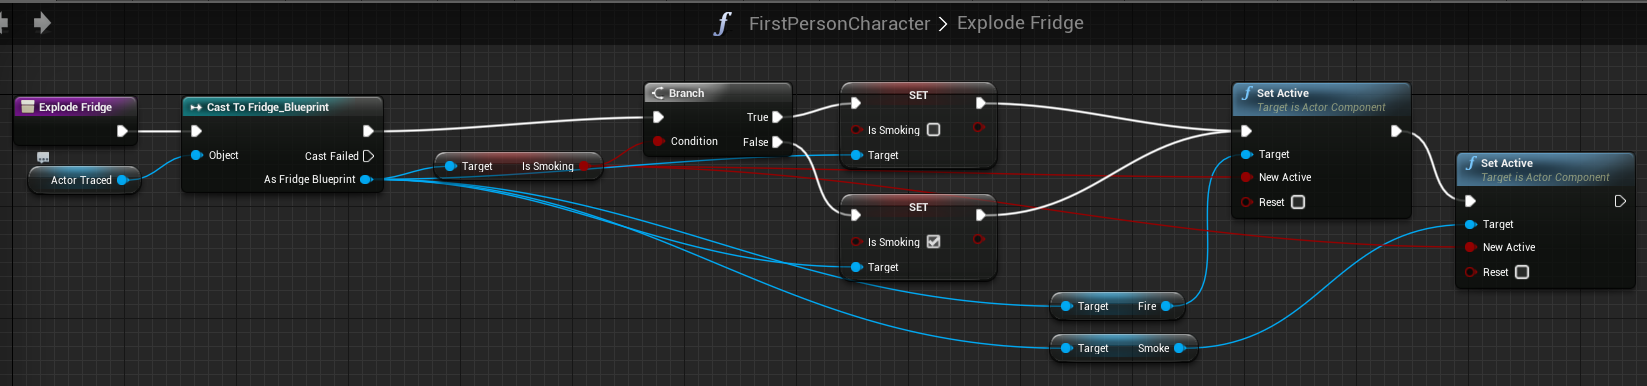 f FirstPersonCharacter > Explode Fridge
Explode Fridge
Actor Traced
Cast To Fridge_Blueprint
Object
Cast Failed
As Fridge Blueprint
Target Is Smoking
Branch
True
Condition
False
SET
Is Smoking
Target
SET
Is Smoking
Target
Target Fire
Target Smoke
f Set Active
Target is Actor Component
Target
New Active
Reset
f Set Active
Target is Actor Component
Target
New Active
Reset